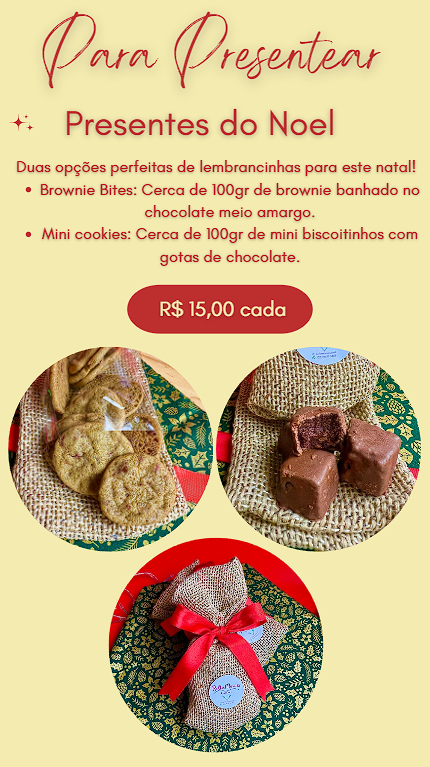 Para Presentear
Presentes do Noel
Duas opções perfeitas de lembrancinhas para este natal!
• Brownie Bites: Cerca de 100gr de brownie banhado no
chocolate meio amargo.
• Mini cookies: Cerca de 100gr de mini biscoitinhos com
gotas de chocolate.
R$ 15,00 cada